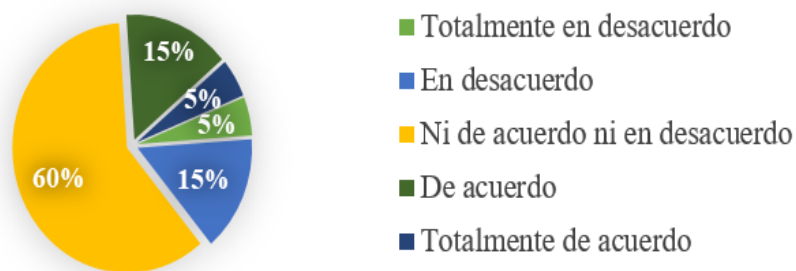 15%
5%
5%
15%
60%
Totalmente en desacuerdo
En desacuerdo
Ni de acuerdo ni en desacuerdo
De acuerdo
Totalmente de acuerdo